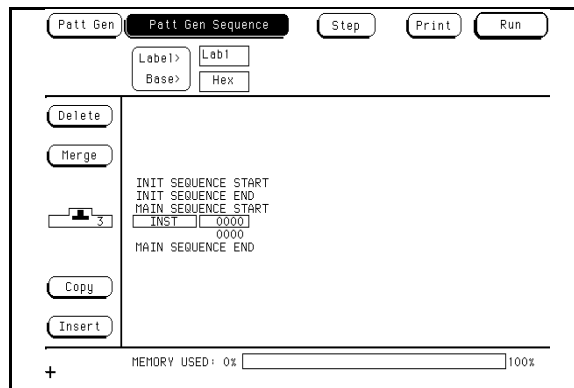 Patt Gen Patt Gen Sequence Step Print Run
Label> Lab1
Base> Hex
Delete
Merge
INIT SEQUENCE START
INIT SEQUENCE END
MAIN SEQUENCE START
3 INST 0000
0000
MAIN SEQUENCE END
Copy
Insert
MEMORY USED: 0% 100%
+